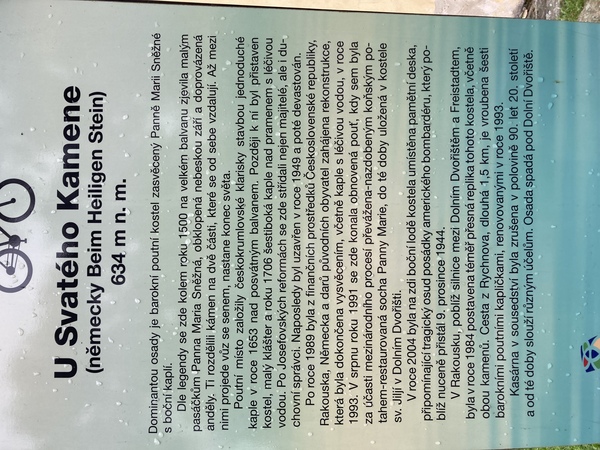 U Svatého Kamene
(německy Beim Heiligen Stein)
634 m n. m.
Dominantou osady je barokní poutní kostel zasvěcený Panně Marii Sněžné
s boční kaplí.
Dle legendy se zde kolem roku 1500 na velkém balvanu zjevila malým
pasáčkům Panna Maria Sněžná, obklopená nebeskou září a doprovázená
anděly. Ti rozdělili kámen na dvě části, které se od sebe vzdalují. Až mezi
nimi projede vůz se senem, nastane konec světa.
Poutní místo založily českokrumlovské klarisky stavbou jednoduché
kaple v roce 1653 nad posvátným balvanem. Později k ní byl přistaven
kostel, malý klášter a roku 1706 šestiboká kaple nad pramenem s léčivou
vodou. Po Josefovských reformách se zde střídali nejen majitelé, ale i du-
chovní správci. Naposledy byl uzavřen v roce 1949 a poté devastován.
Po roce 1989 byla z finančních prostředků Československé republiky,
Rakouska, Německa a darů původních obyvatel zahájena rekonstrukce,
která byla dokončena vysvěcením, včetně kaple s léčivou vodou, v roce
1993. V srpnu roku 1991 se zde konala obnovená pouť, kdy sem byla
za účasti mezinárodního procesí převážena-nazdobeným koňským po-
tahem-restaurovaná socha Panny Marie, do té doby uložená v kostele
sv. Jiljí v Dolním Dvořišti.
V roce 2004 byla na zdi boční lodě kostela umístěna pamětní deska,
připomínající tragický osud posádky amerického bombardéru, který po-
blíž nuceně přistál 9. prosince 1944.
V Rakousku, poblíž silnice mezi Dolním Dvořištěm a Freistadtem,
byla v roce 1984 postavena téměř přesná replika tohoto kostela, včetně
obou kamenů. Cesta z Rychnova, dlouhá 1,5 km, je vroubena šesti
barokními poutními kapličkami, renovovanými v roce 1993.
Kasárna v sousedství byla zrušena v polovině 90. let 20. století
a od té doby slouží různým účelům. Osada spadá pod Dolní Dvořiště.